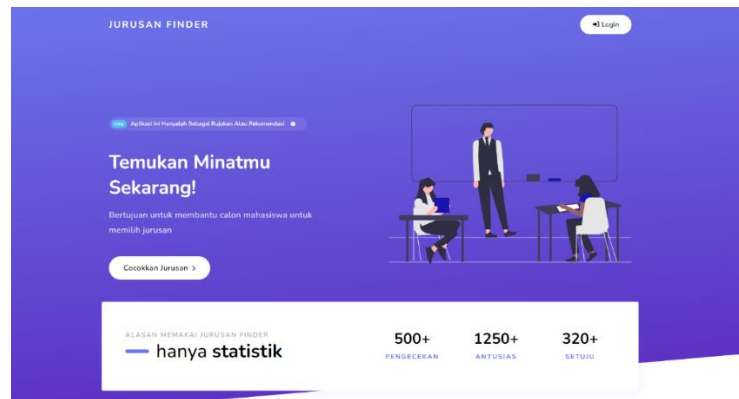 JURUSAN FINDER
Login
Aplikasi Ini Hanyalah Sebagai Rujukan Atau Rekomendasi
Temukan Minatmu
Sekarang!
Bertujuan untuk membantu calon mahasiswa untuk
memilih jurusan
Cocokkan Jurusan >
ALASAN MEMAKAI JURUSAN FINDER
hanya statistik
500+
PENGECEKAN
1250+
ANTUSIAS
320+
SETUJU